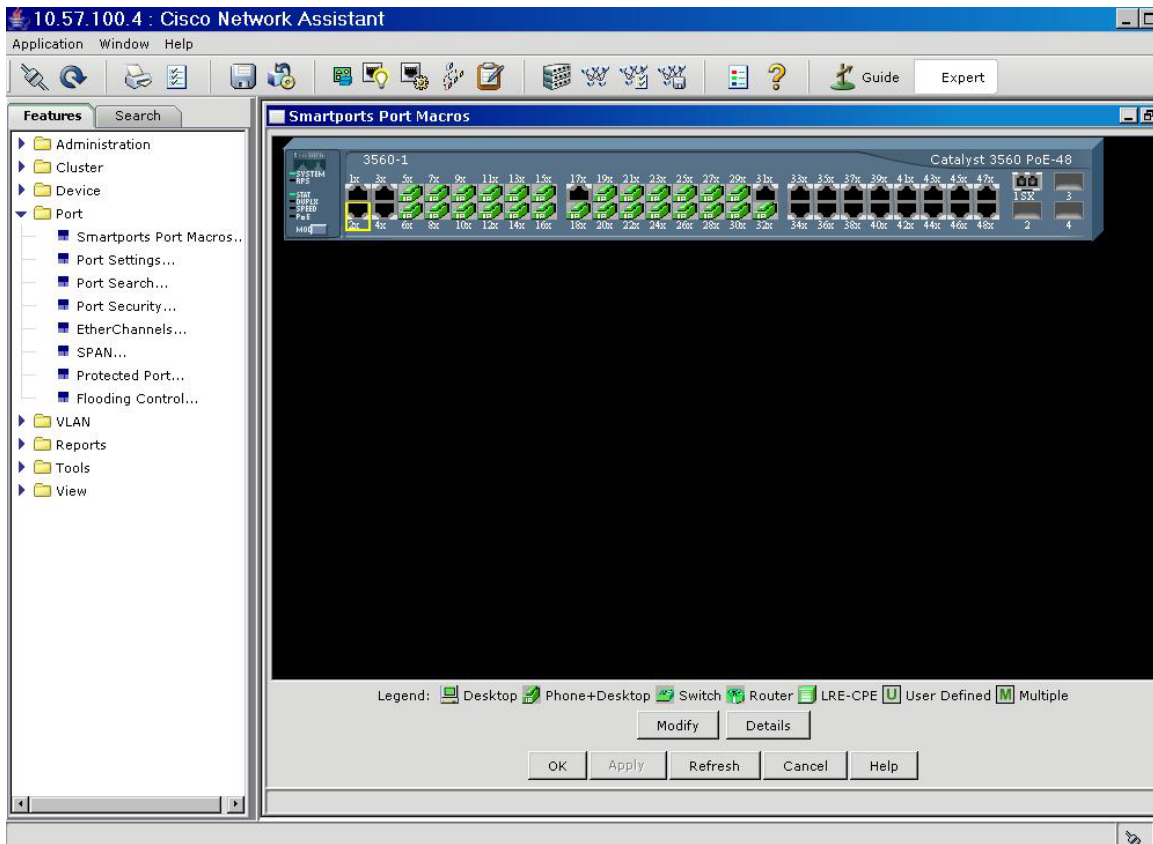 10.57.100.4 : Cisco Network Assistant
Application Window Help
Guide Expert
Features Search
Administration
Cluster
Device
Port
Smartports Port Macros..
Port Settings...
Port Search...
Port Security...
EtherChannels...
SPAN...
Protected Port...
Flooding Control...
VLAN
Reports
Tools
View
Smartports Port Macros
3560-1
Catalyst 3560 PoE-48
SYSTEM
RPS
STAT
DUPLX
SPEED
PoE
MOD
1x 3x 5x 7x 9x 11x 13x 15x 17x 19x 21x 23x 25x 27x 29x 31x 33x 35x 37x 39x 41x 43x 45x 47x
1SX 3
2x 4x 6x 8x 10x 12x 14x 16x 18x 20x 22x 24x 26x 28x 30x 32x 34x 36x 38x 40x 42x 44x 46x 48x 2 4
Legend: Desktop Phone+Desktop Switch Router LRE-CPE U User Defined M Multiple
Modify Details
OK Apply Refresh Cancel Help